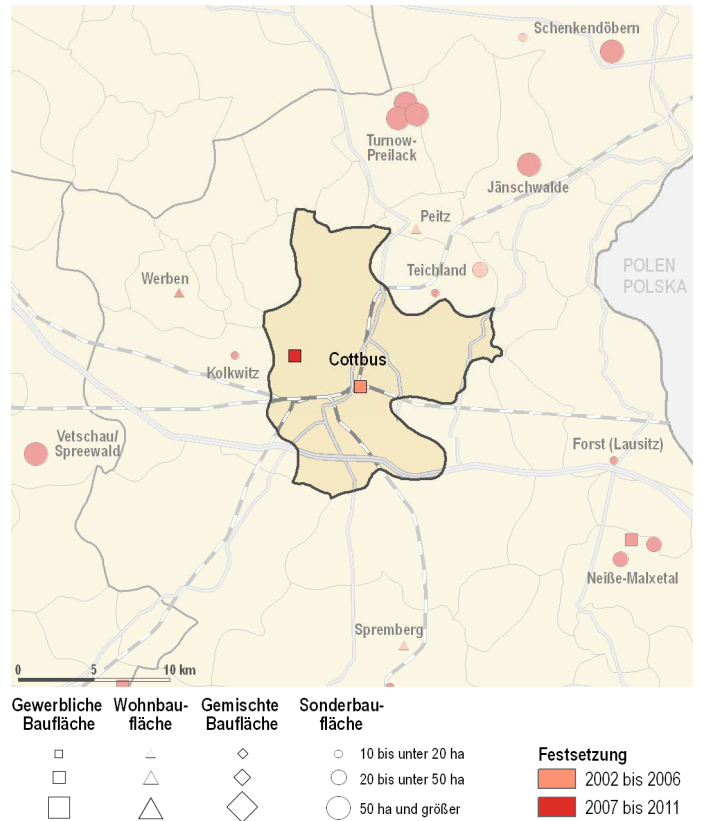 Schenkendöbern
Turnow-
Preilack
Jänschwalde
Peitz
Teichland
POLEN
POLSKA
Werben
Cottbus
Kolkwitz
Vetschau/
Spreewald
Forst (Lausitz)
Neiße-Malxetal
Spremberg
0 5 10 km
Gewerbliche Baufläche
Wohnbau-
fläche
Gemischte
Baufläche
Sonderbau-
fläche
10 bis unter 20 ha
20 bis unter 50 ha
50 ha und größer
Festsetzung
2002 bis 2006
2007 bis 2011